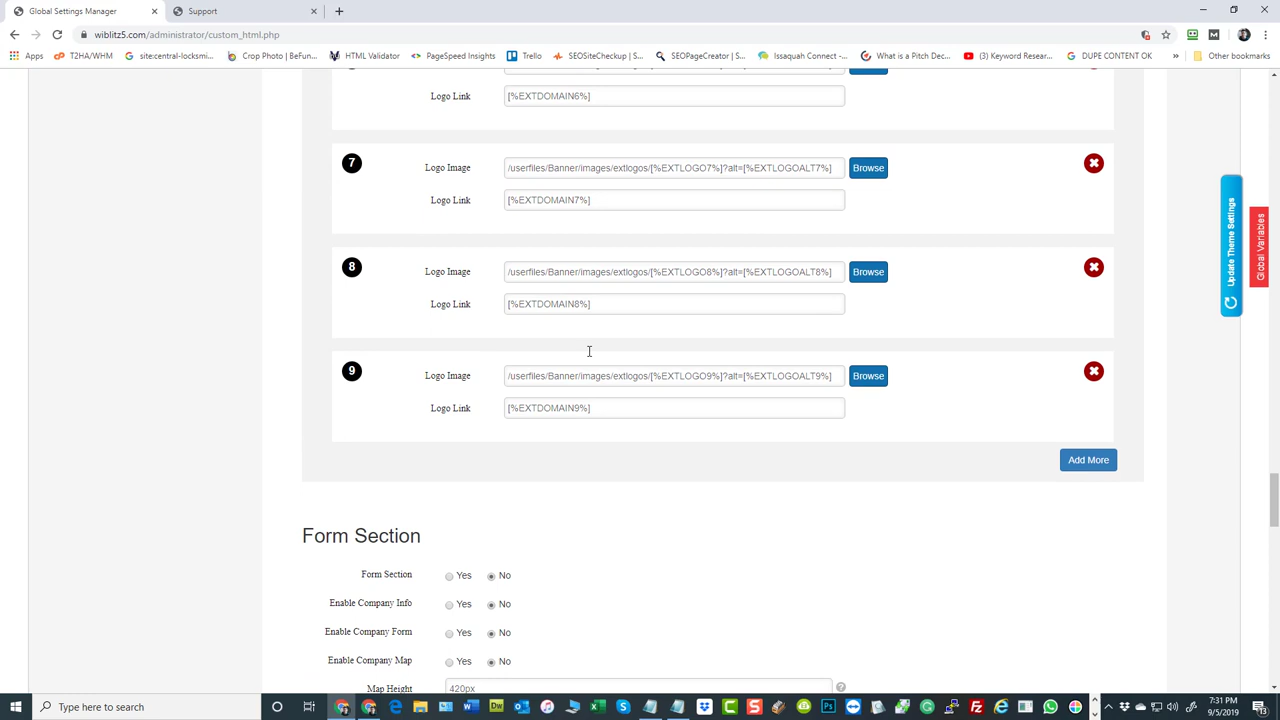 Global Settings Manager
Support
wiblitz5.com/administrator/custom_html.php
Apps
T2HA/WHM
site:central-locksmi...
Crop Photo | BeFun...
HTML Validator
PageSpeed Insights
Trello
SEOSiteCheckup | S...
SEOPageCreator | S...
Issaquah Connect -...
What is a Pitch Dec...
(3) Keyword Resear...
DUPE CONTENT OK
»
Other bookmarks
Logo Link
[%EXTDOMAIN6%]
7
Logo Image
/userfiles/Banner/images/extlogos/[%EXTLOGO7%]?alt=[%EXTLOGOALT7%]
Browse
Logo Link
[%EXTDOMAIN7%]
8
Logo Image
/userfiles/Banner/images/extlogos/[%EXTLOGO8%]?alt=[%EXTLOGOALT8%]
Browse
Logo Link
[%EXTDOMAIN8%]
9
Logo Image
/userfiles/Banner/images/extlogos/[%EXTLOGO9%]?alt=[%EXTLOGOALT9%]
Browse
Logo Link
[%EXTDOMAIN9%]
Add More
Update Theme Settings
Global Variables
Form Section
Form Section
Yes No
Enable Company Info
Yes No
Enable Company Form
Yes No
Enable Company Map
Yes No
Map Height
420px
Type here to search
7:31 PM
9/5/2019